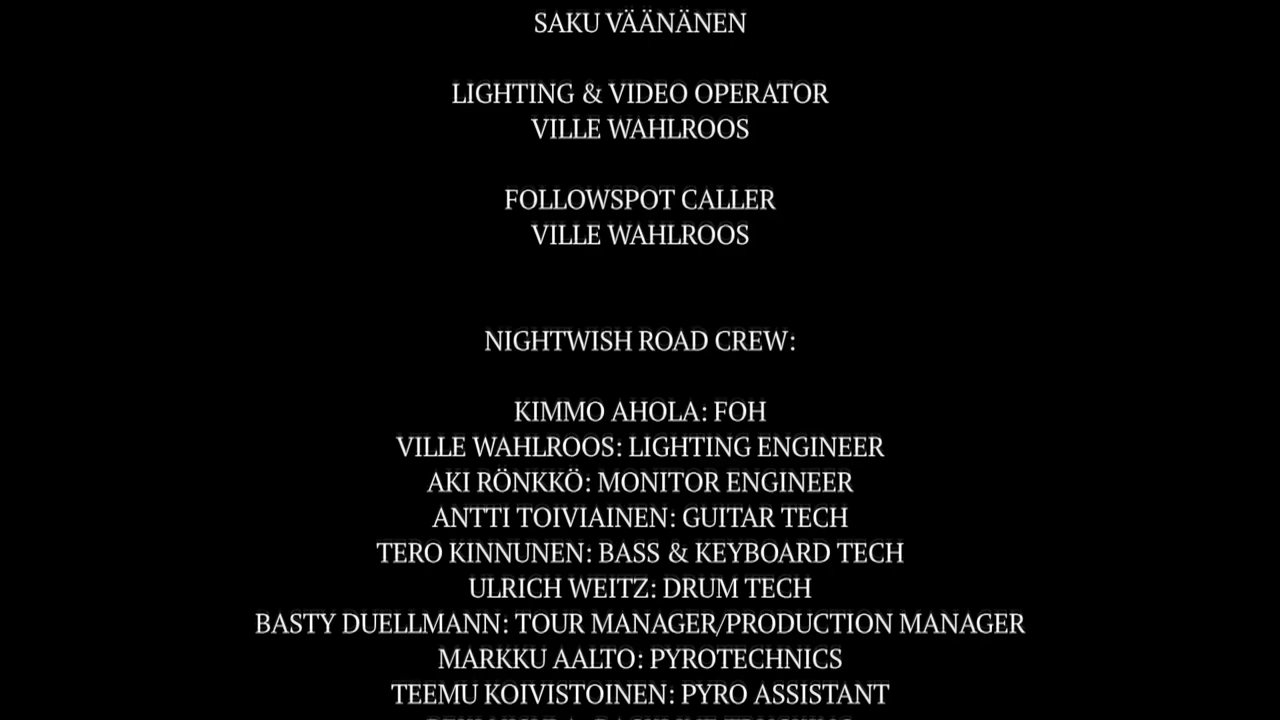 SAKU VÄÄNÄNEN
LIGHTING & VIDEO OPERATOR
VILLE WAHLROOS
FOLLOWSPOT CALLER
VILLE WAHLROOS
NIGHTWISH ROAD CREW:
KIMMO AHOLA: FOH
VILLE WAHLROOS: LIGHTING ENGINEER
AKI RÖNKKÖ: MONITOR ENGINEER
ANTTI TOIVIAINEN: GUITAR TECH
TERO KINNUNEN: BASS & KEYBOARD TECH
ULRICH WEITZ: DRUM TECH
BASTY DUELLMANN: TOUR MANAGER/PRODUCTION MANAGER
MARKKU AALTO: PYROTECHNICS
TEEMU KOIVISTOINEN: PYRO ASSISTANT